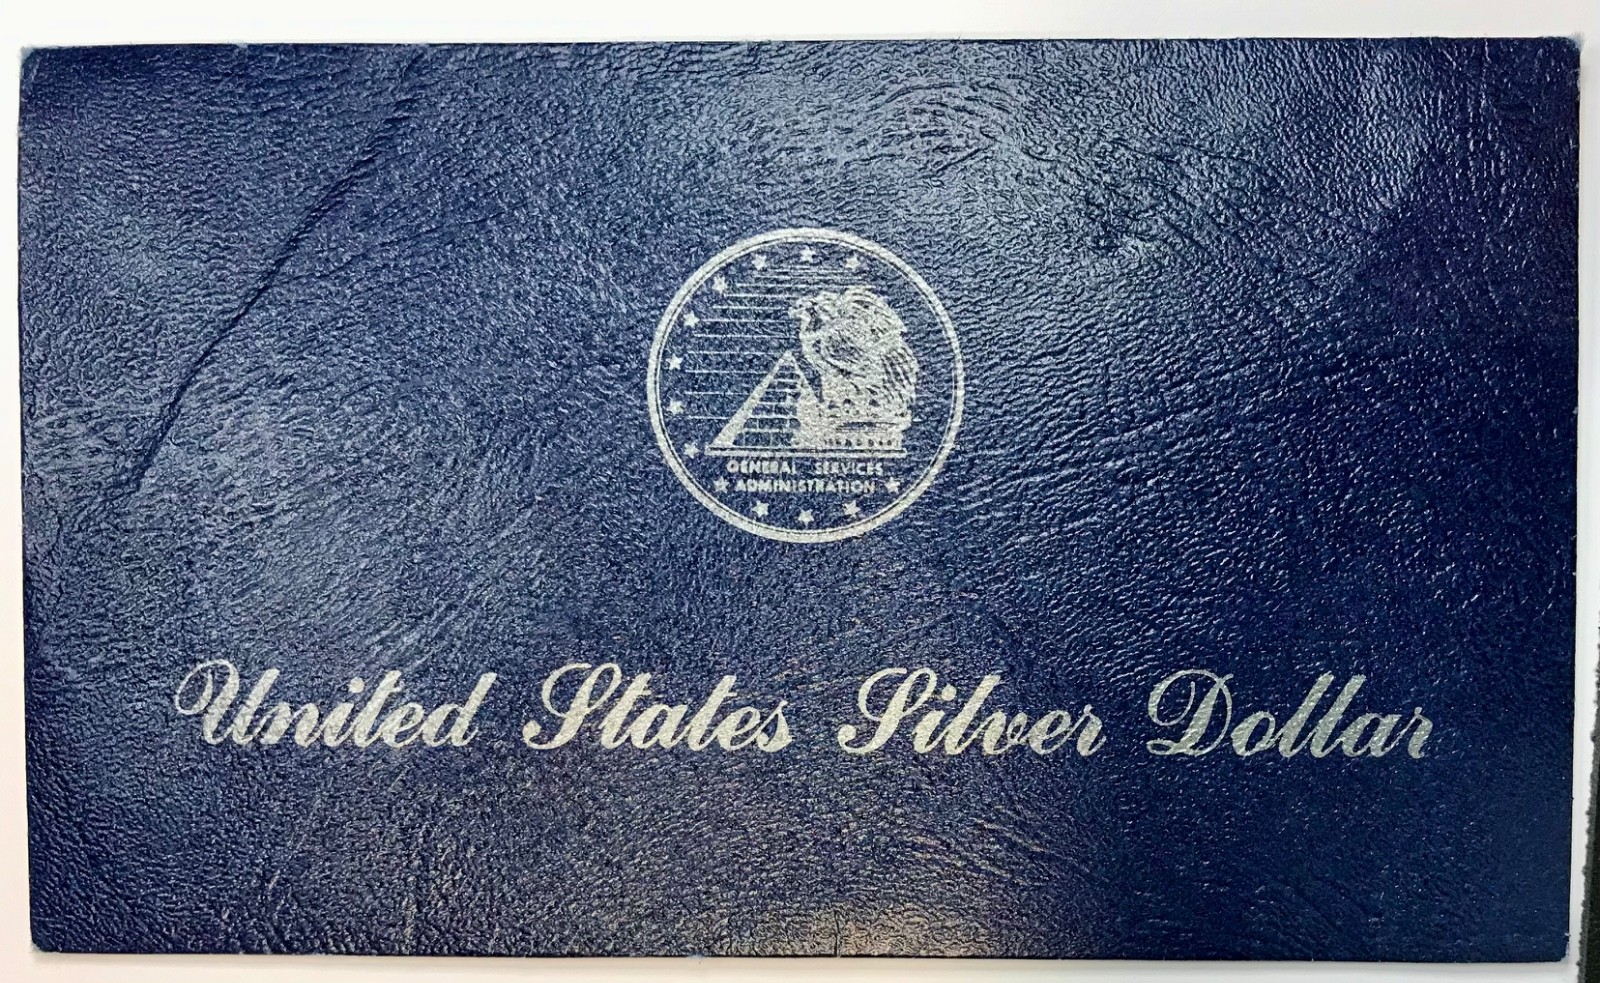 GENERAL SERVICES
ADMINISTRATION
United States Silver Dollar